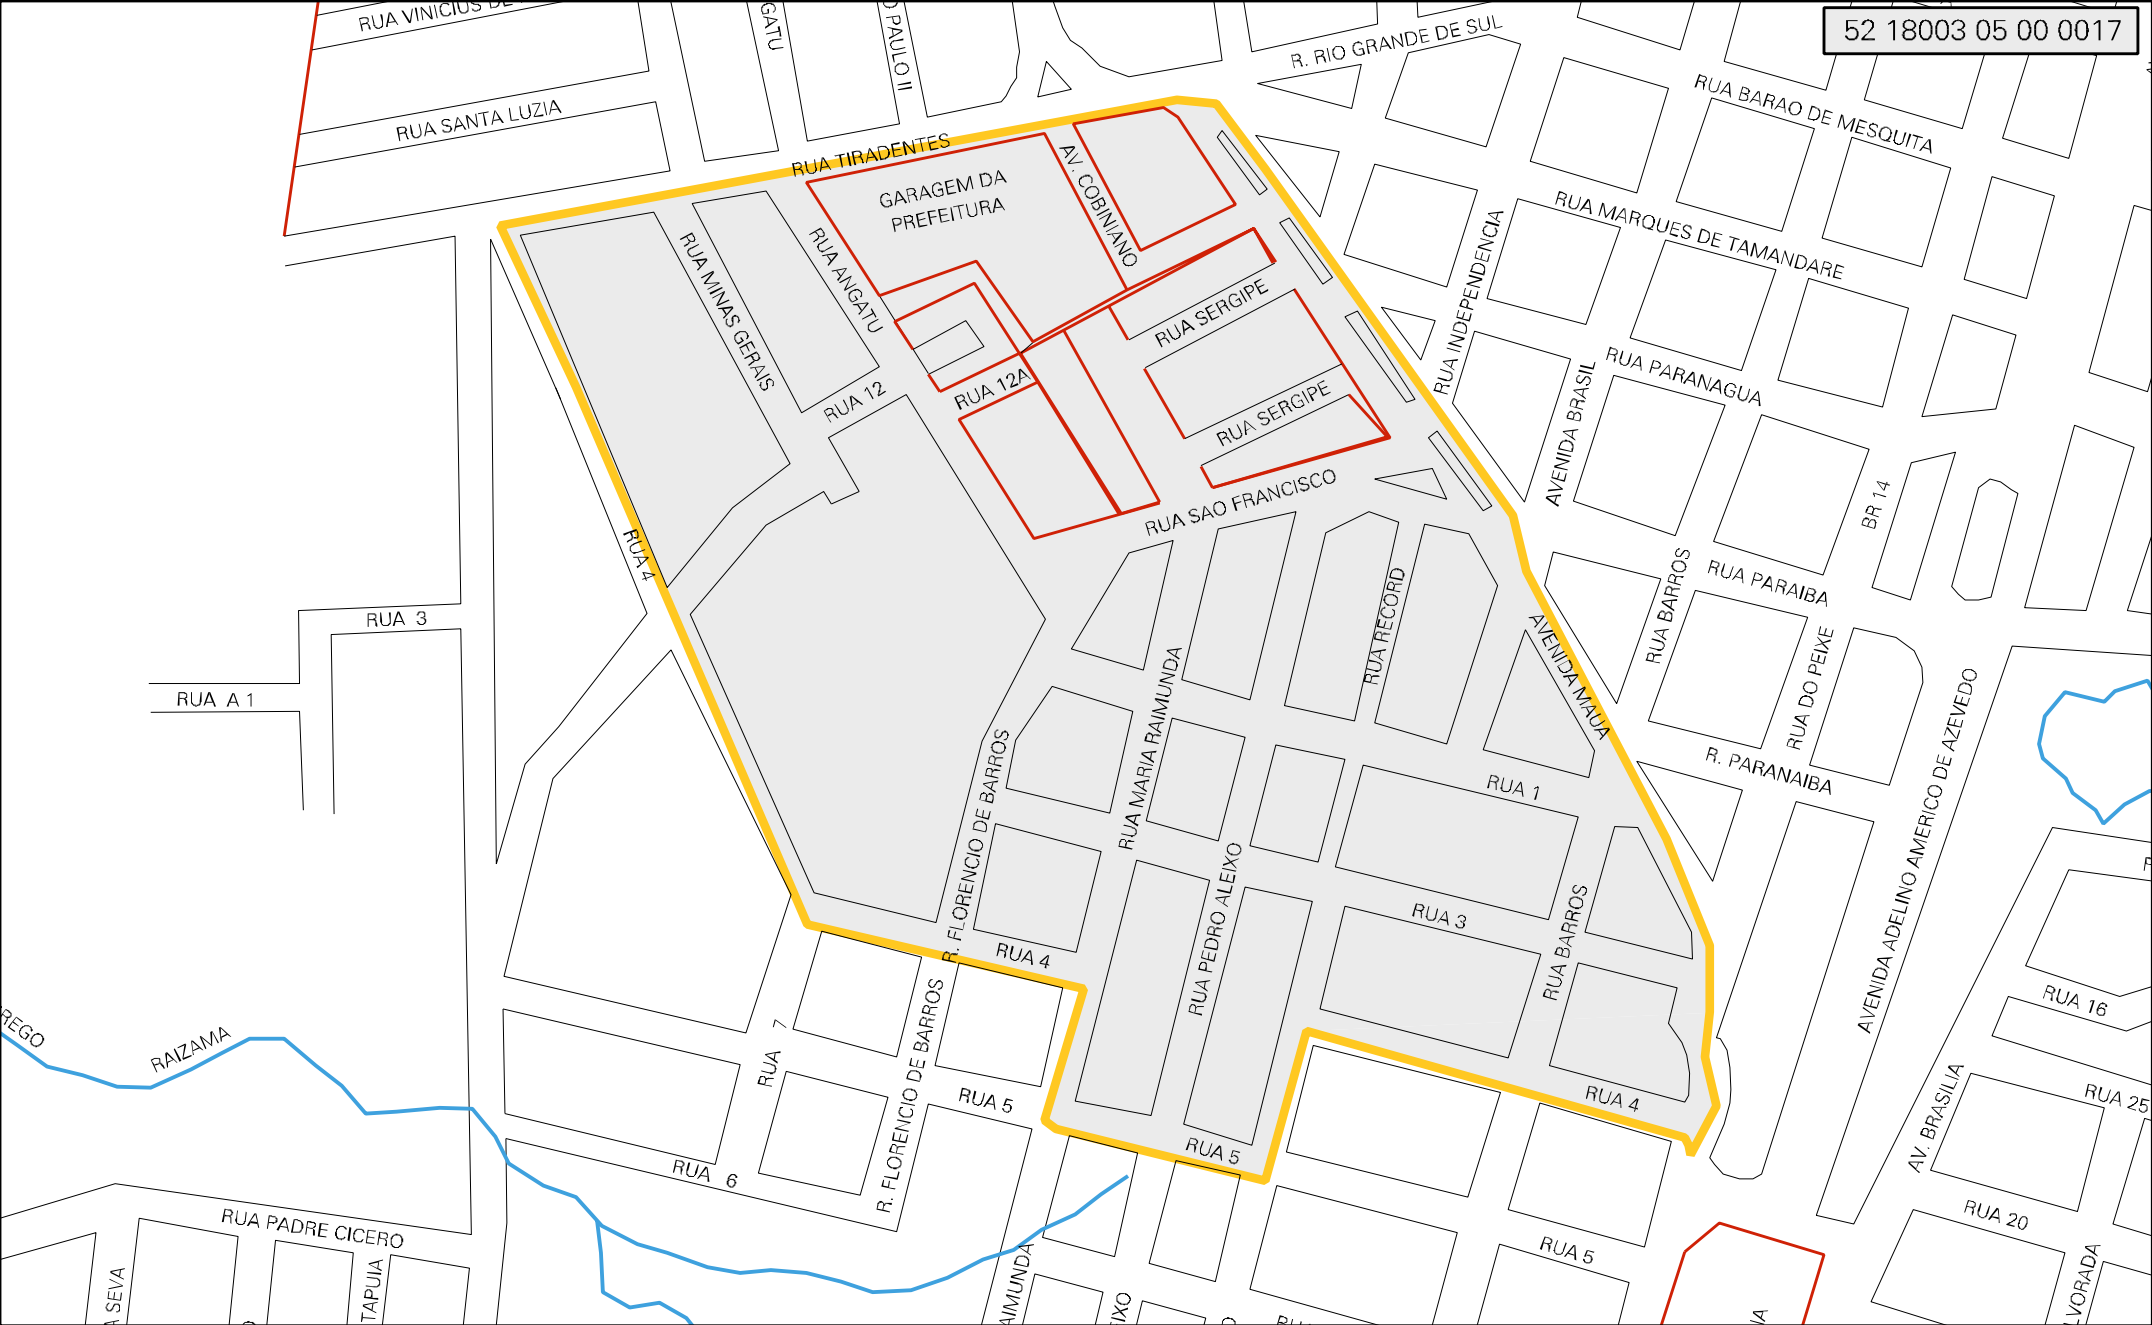 52 18003 05 00 0017
R. RIO GRANDE DE SUL
RUA SANTA LUZIA
RUA BARAO DE MESQUITA
RUA TIRADENTES
GARAGEM DA
PREFEITURA
AV. COBINIANO
RUA MARQUES DE TAMANDARE
RUA INDEPENDENCIA
RUA MINAS GERAIS
RUA ANGATU
RUA SERGIPE
RUA PARANAGUA
AVENIDA BRASIL
RUA 12
RUA 12A
RUA SERGIPE
RUA SAO FRANCISCO
BR 14
RUA 4
RUA 3
RUA A 1
RUA RECORD
RUA BARROS
RUA PARAIBA
AVENIDA MAUA
RUA DO PEIXE
R. PARANAIBA
AVENIDA ADELINO AMERICO DE AZEVEDO
RUA MARIA RAIMUNDA
R. FLORENCIO DE BARROS
RUA 1
RUA PEDRO ALEIXO
RUA 3
RUA BARROS
RUA 4
RUA 16
RAIZAMA
RUA 7
R. FLORENCIO DE BARROS
RUA 5
RUA 4
RUA 5
RUA 25
AV. BRASILIA
RUA 6
RUA PADRE CICERO
RUA 20
RUA 5
TAPUIA